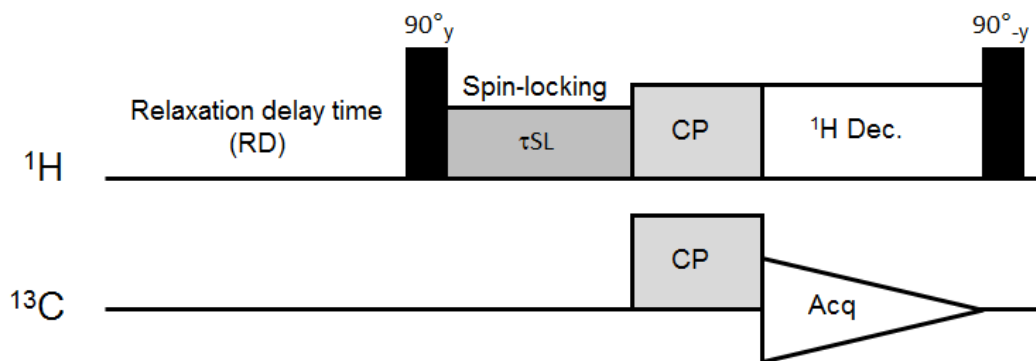 90°y 90°-y
Spin-locking
Relaxation delay time
(RD)
τSL
CP
¹H Dec.
¹H
CP
¹³C
Acq